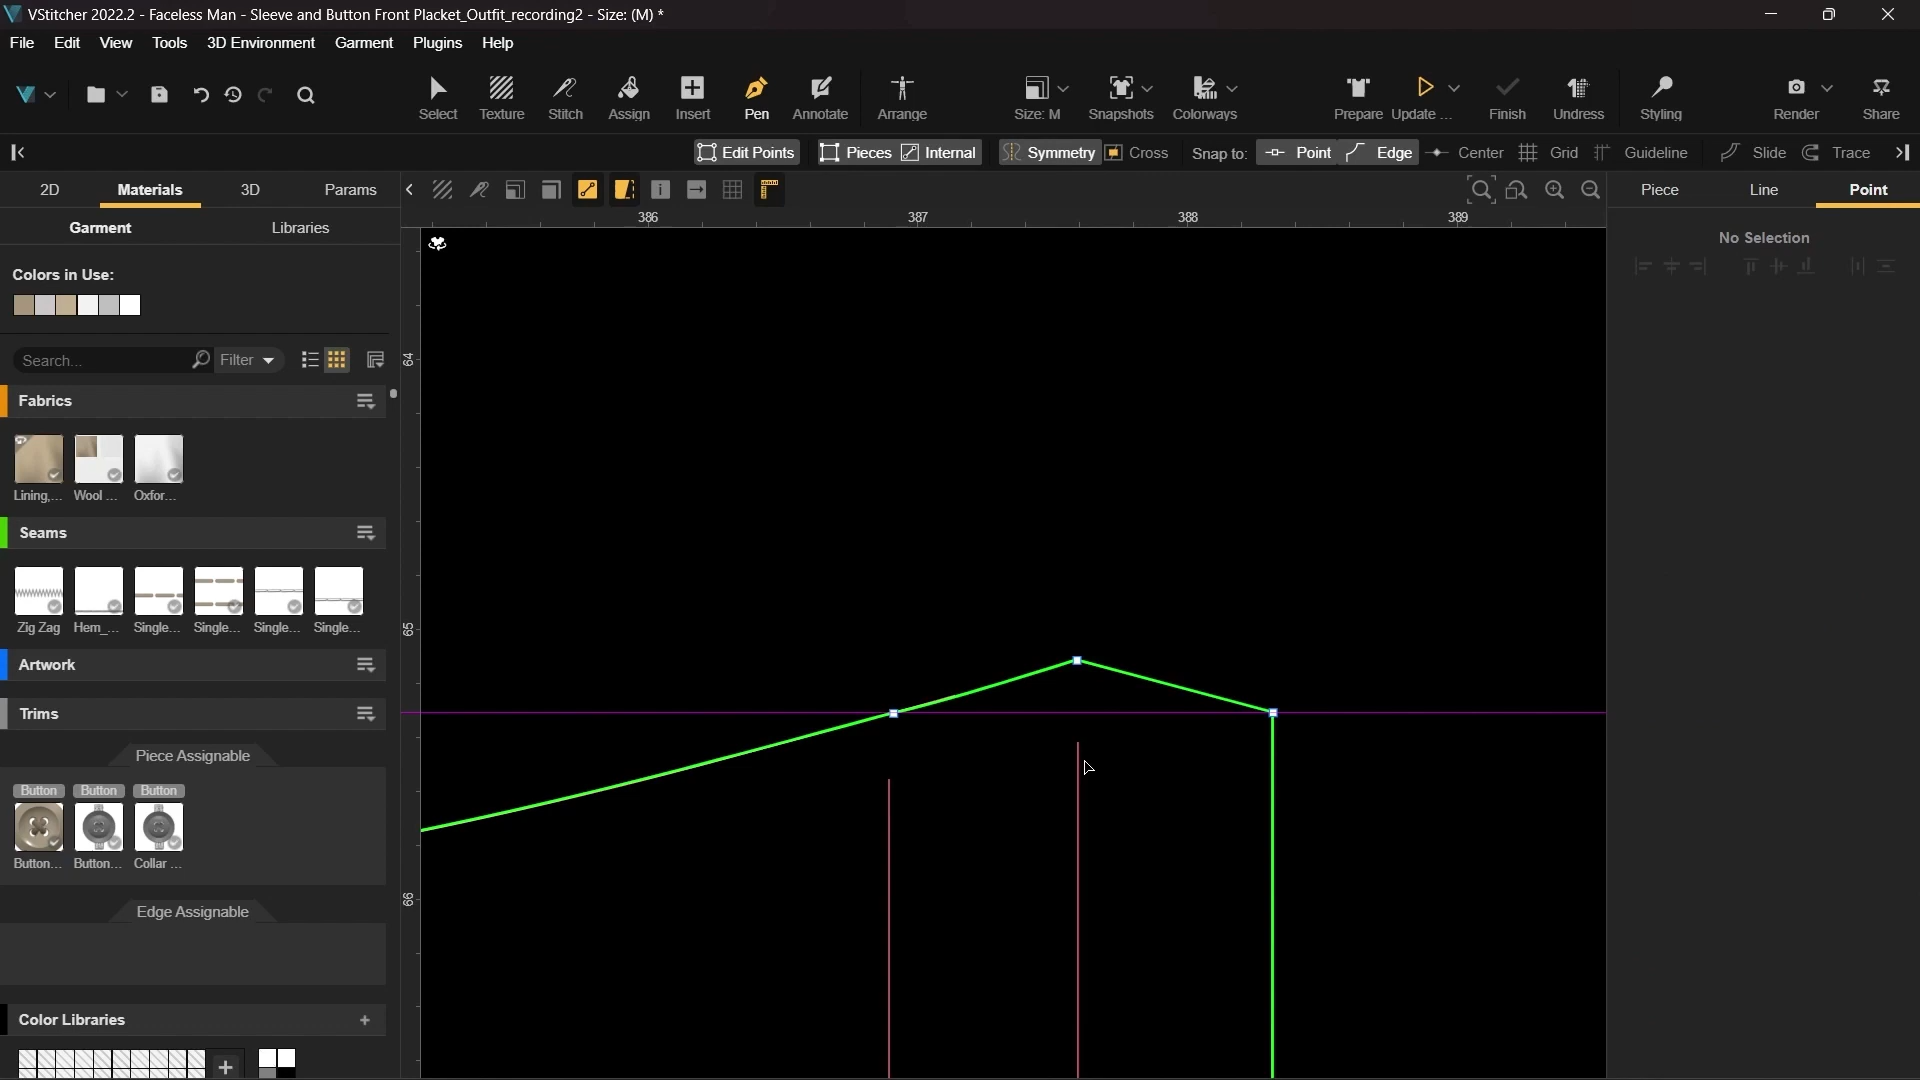 VStitcher 2022.2 - Faceless Man - Sleeve and Button Front Placket_Outfit_recording2 - Size: (M) *
File Edit View Tools 3D Environment Garment Plugins Help
Select Texture Stitch Assign Insert Pen Annotate Arrange Size: M Snapshots Colorways Prepare Update ... Finish Undress Styling Render Share
Edit Points Pieces Internal Symmetry Cross Snap to: Point Edge Center Grid Guideline Slide Trace
2D Materials 3D Params
Piece Line Point
386 387 388 389
Garment Libraries
No Selection
Colors in Use:
Search... Filter
64
Fabrics
Lining,... Wool ... Oxfor...
Seams
Zig Zag Hem_... Single... Single... Single... Single...
65
Artwork
Trims
Piece Assignable
Button Button Button
Button... Button... Collar ...
66
Edge Assignable
Color Libraries